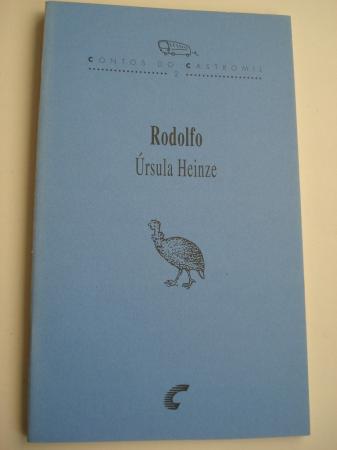 CONTOS DO CASTROMIL
2
Rodolfo
Úrsula Heinze
C